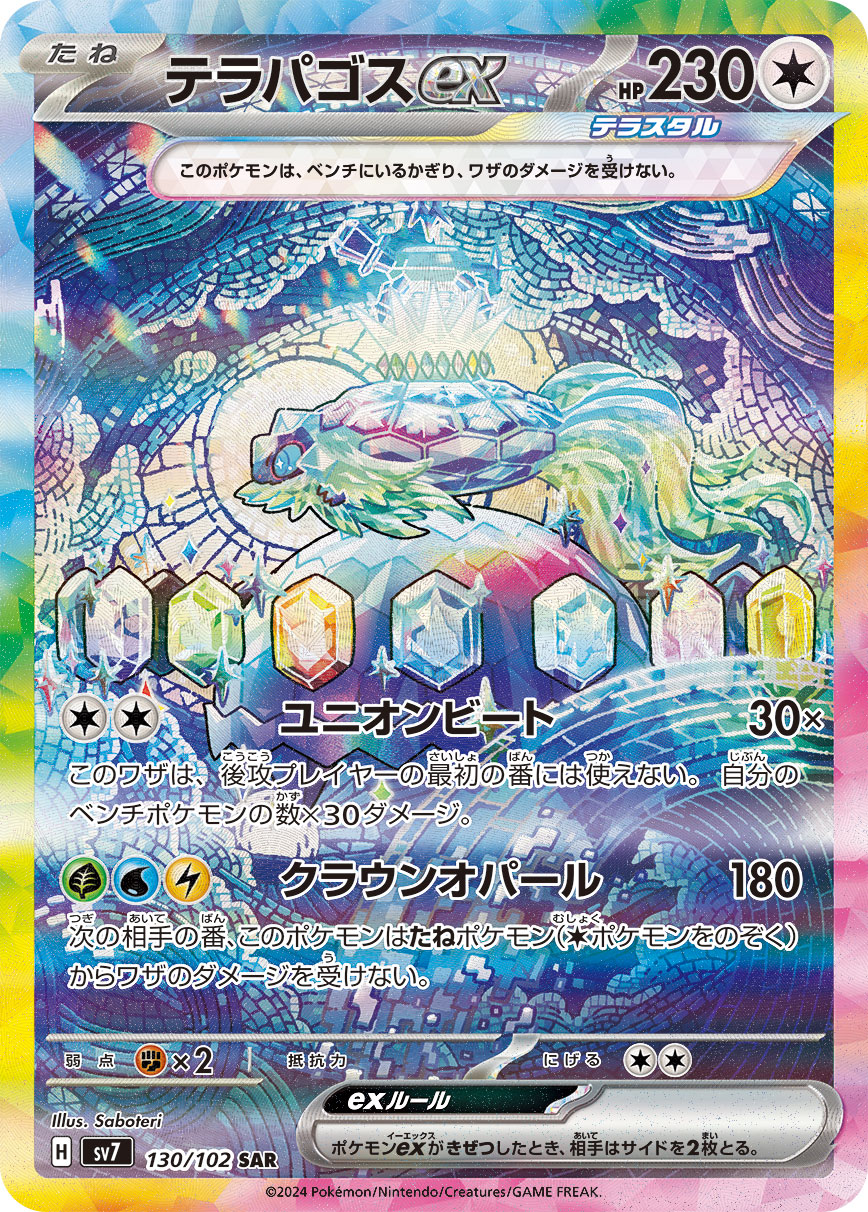 たね テラパゴスex HP230
テラスタル
このポケモンは、ベンチにいるかぎり、ワザのダメージを受けない。
ユニオンビート 30×
このワザは、後攻プレイヤーの最初の番には使えない。自分の
ベンチポケモンの数×30ダメージ。
クラウンオパール 180
次の相手の番、このポケモンはたねポケモン(ポケモンをのぞく)
からワザのダメージを受けない。
弱点 ×2 抵抗力 にげる
exルール
ポケモンexがきぜつしたとき、相手はサイドを2枚とる。
Illus. Saboteri
H sv7 130/102 SAR
©2024 Pokémon/Nintendo/Creatures/GAME FREAK.